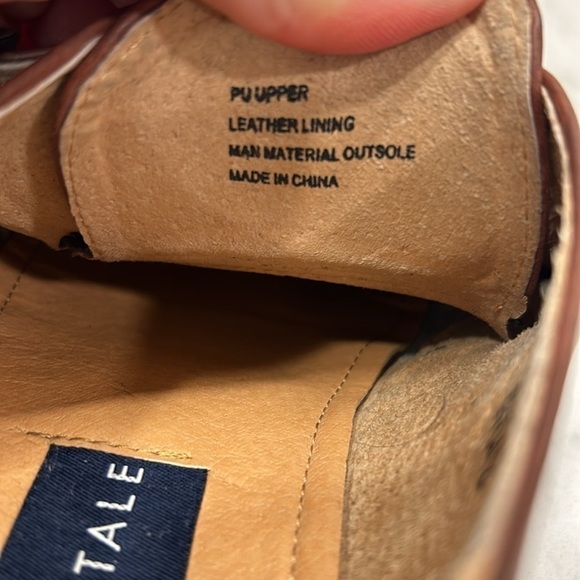 PU UPPER
LEATHER LINING
MAN MATERIAL OUTSOLE
MADE IN CHINA
TALE